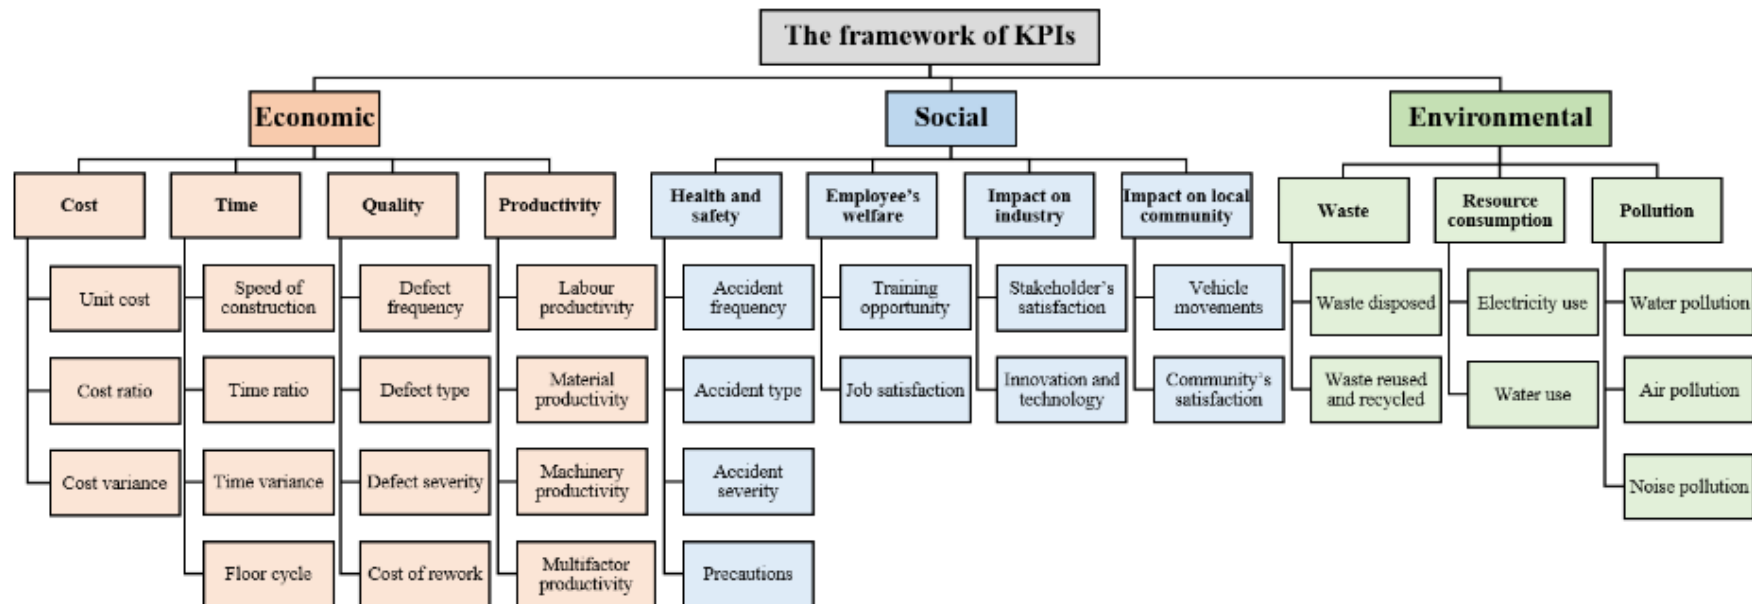 The framework of KPIs
Economic
Social
Environmental
Cost
Time
Quality
Productivity
Health and
safety
Employee's
welfare
Impact on
industry
Impact on local
community
Waste
Resource
consumption
Pollution
Unit cost
Cost ratio
Cost variance
Speed of
construction
Time ratio
Time variance
Floor cycle
Defect
frequency
Defect type
Defect severity
Cost of rework
Labour
productivity
Material
productivity
Machinery
productivity
Multifactor
productivity
Accident
frequency
Accident type
Accident
severity
Precautions
Training
opportunity
Job satisfaction
Stakeholder's
satisfaction
Innovation and
technology
Vehicle
movements
Community's
satisfaction
Waste disposed
Waste reused
and recycled
Electricity use
Water use
Water pollution
Air pollution
Noise pollution